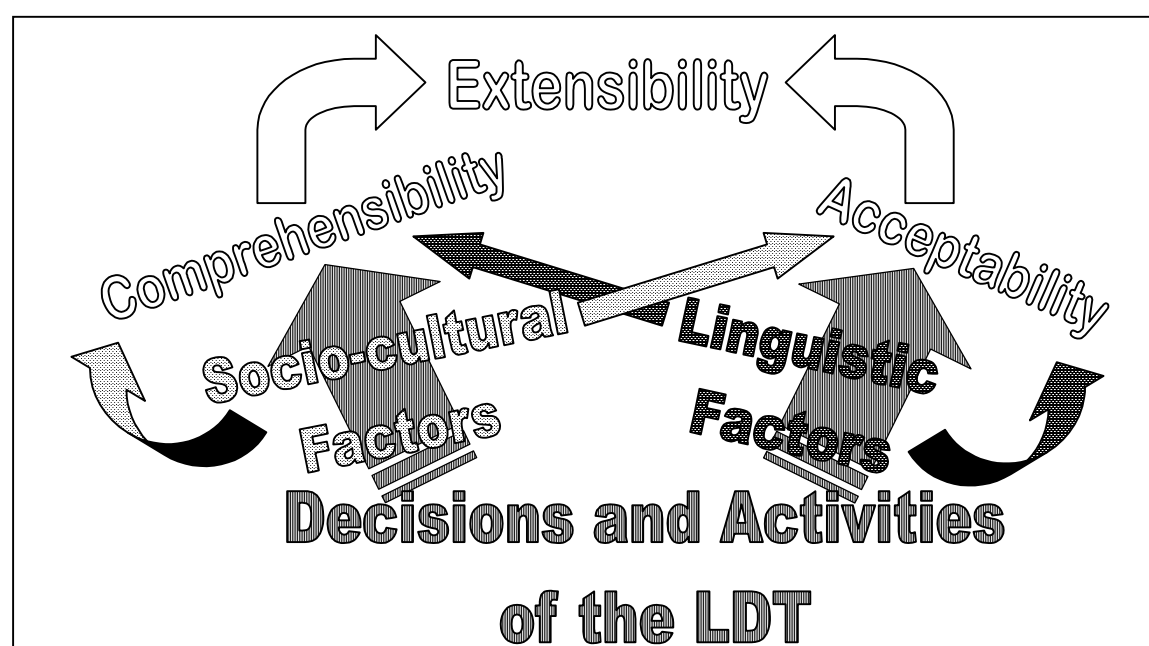 Extensibility
Comprehensibility
Acceptability
Socio-cultural
Factors
Linguistic
Factors
Decisions and Activities
of the LDT